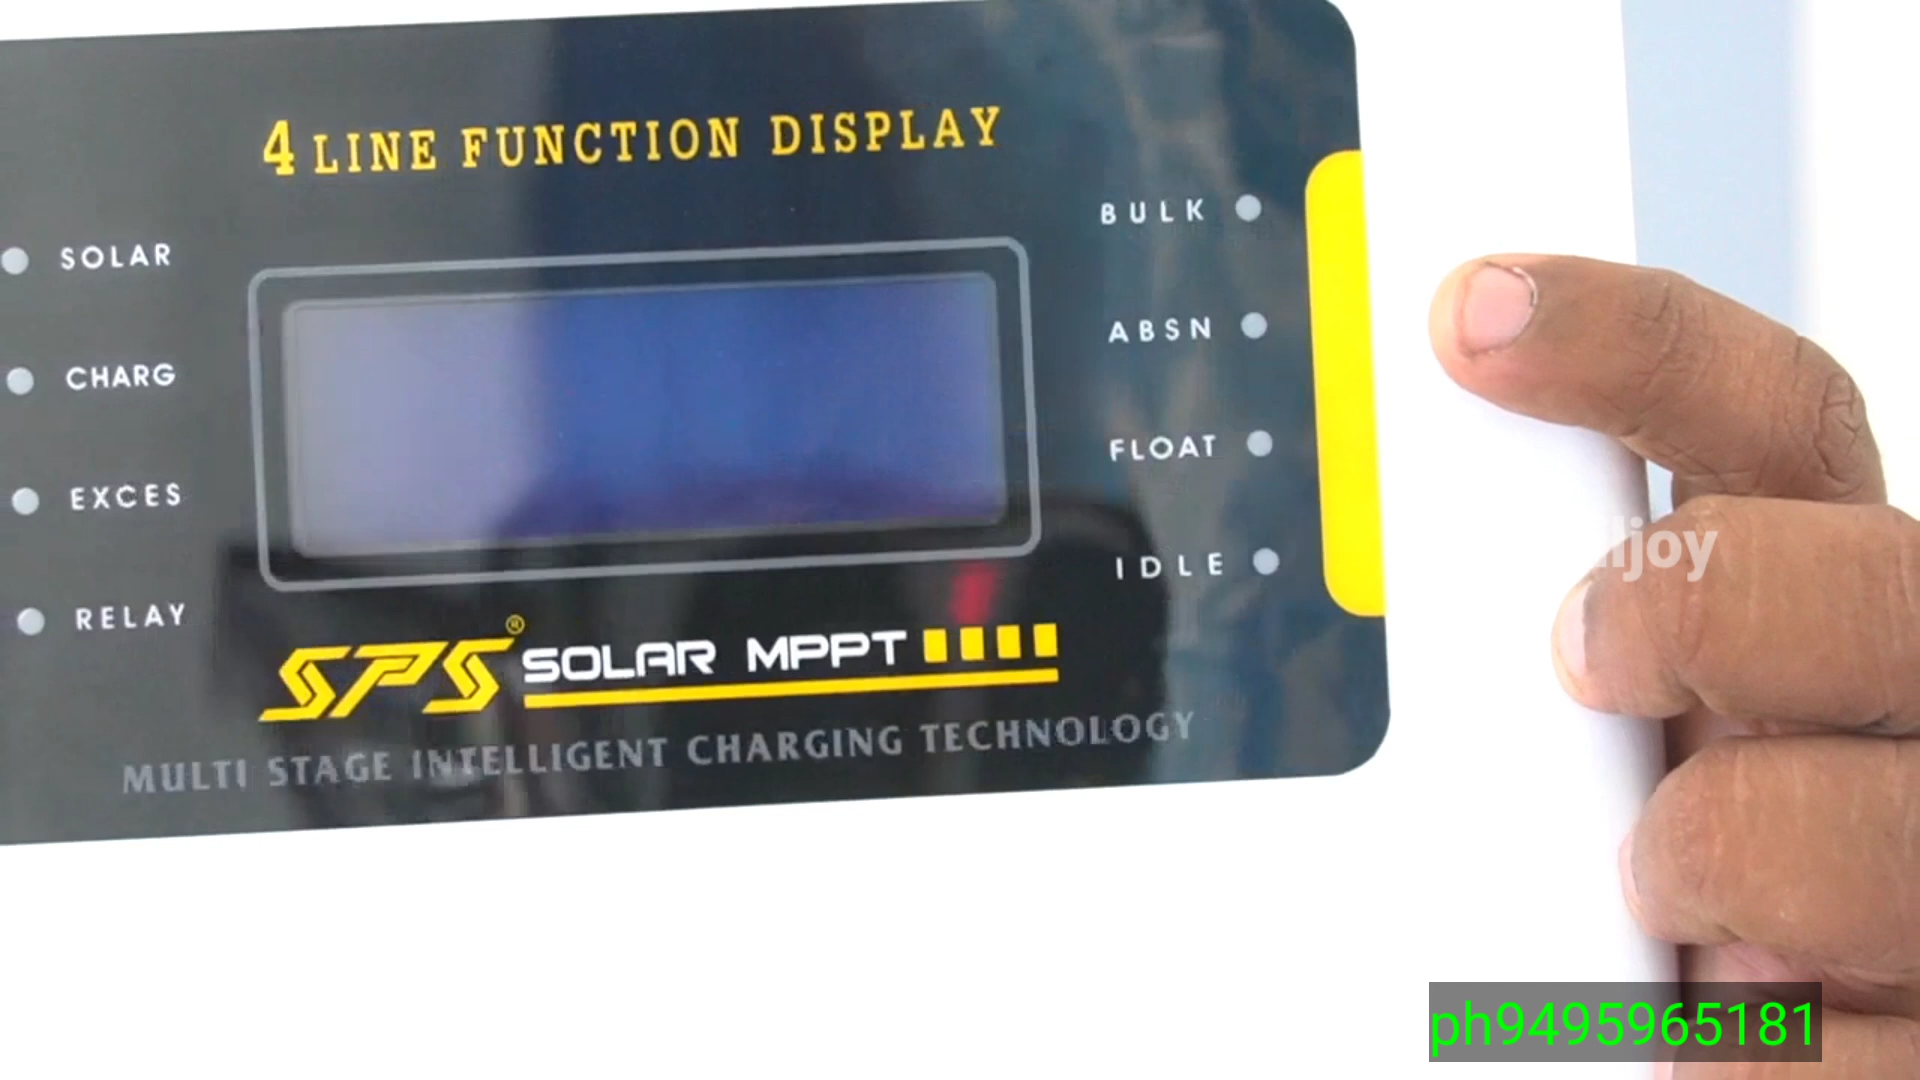 4 LINE FUNCTION DISPLAY
SOLAR
CHARG
EXCES
RELAY
BULK
ABSN
FLOAT
IDLE
SPS® SOLAR MPPT
MULTI STAGE INTELLIGENT CHARGING TECHNOLOGY
ph9495965181